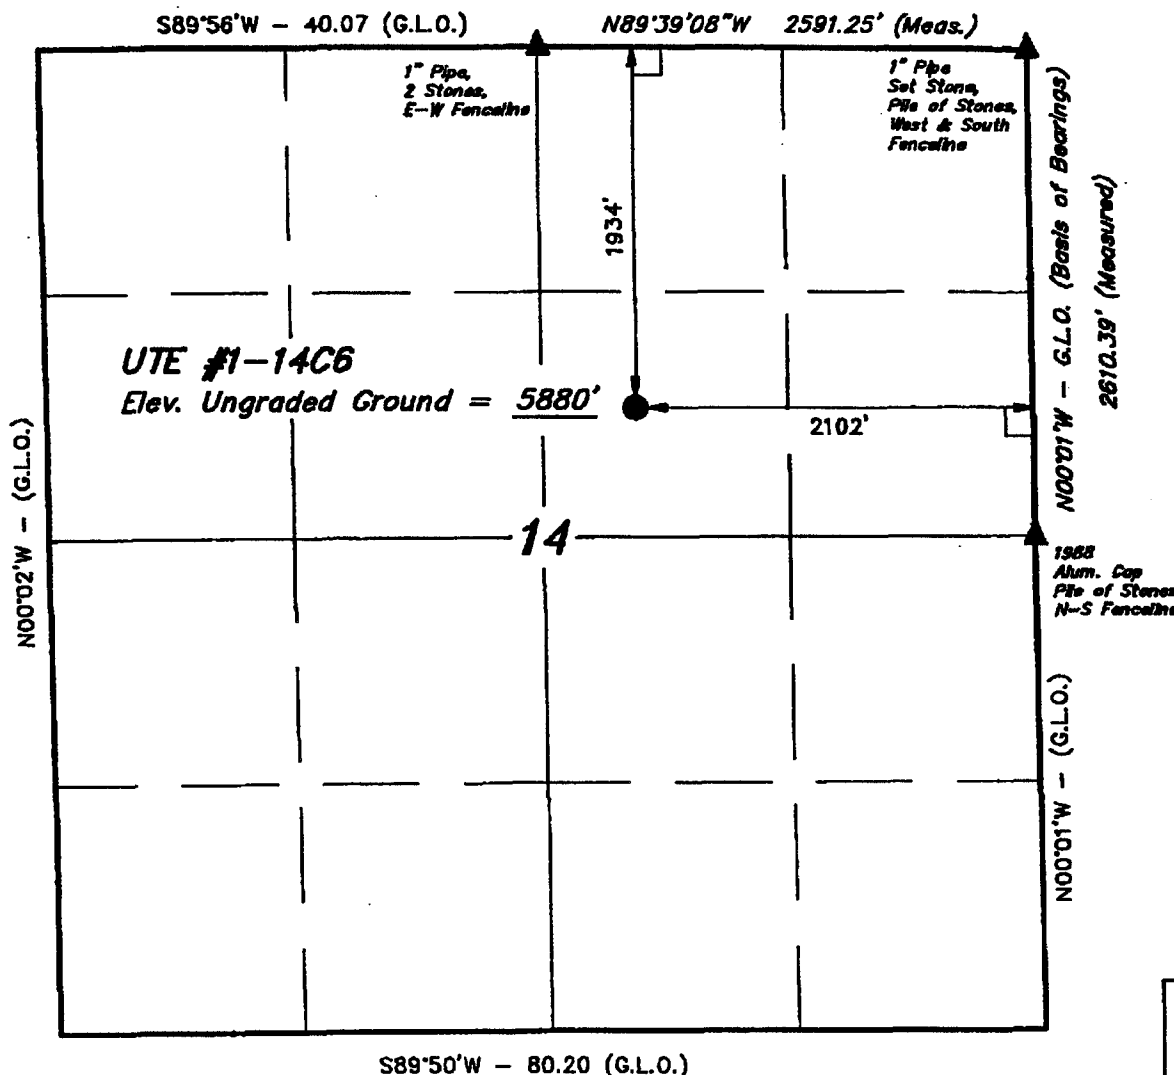 S89°56'W – 40.07 (G.L.O.)
N89°39'08"W 2591.25' (Meas.)
1" Pipe,
2 Stones,
E-W Fenceline
1" Pipe
Set Stone,
Pile of Stones,
West & South
Fenceline
N00°01'W – G.L.O. (Basis of Bearings)
2610.39' (Measured)
1934'
UTE #1-14C6
Elev. Ungraded Ground = 5880'
2102'
N00°02'W – (G.L.O.)
14
1988
Alum. Cap
Pile of Stones
N-S Fenceline
N00°01'W – (G.L.O.)
S89°50'W – 80.20 (G.L.O.)